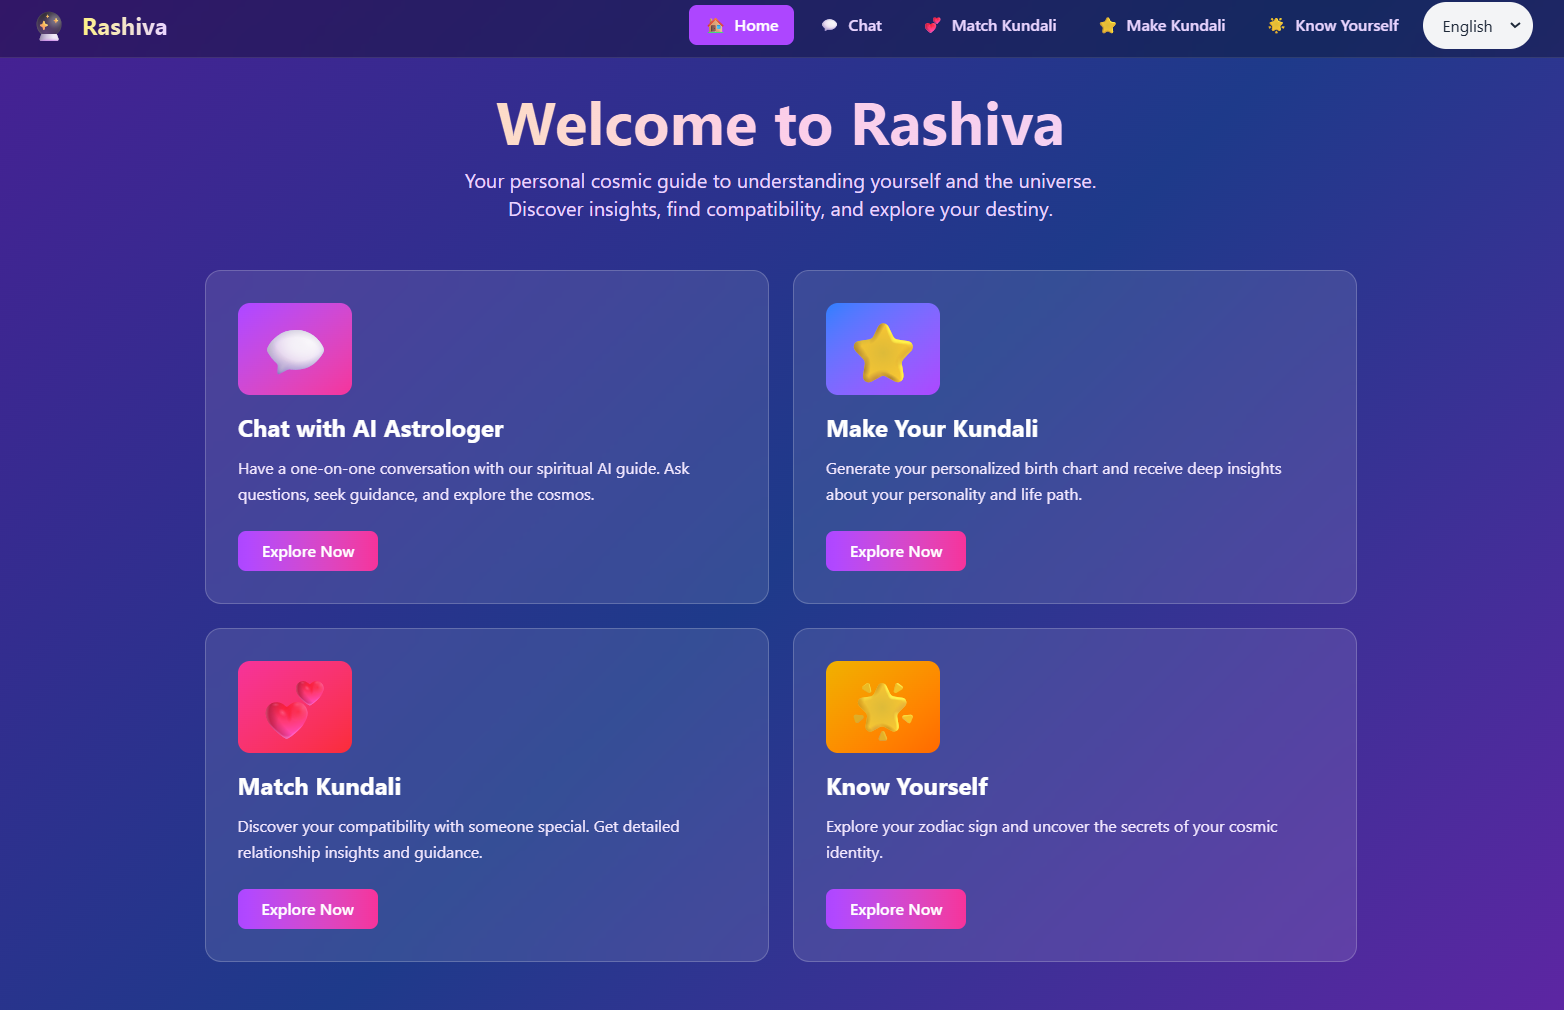 Rashiva
Home
Chat
Match Kundali
Make Kundali
Know Yourself
English
Welcome to Rashiva
Your personal cosmic guide to understanding yourself and the universe.
Discover insights, find compatibility, and explore your destiny.
Chat with AI Astrologer
Have a one-on-one conversation with our spiritual AI guide. Ask
questions, seek guidance, and explore the cosmos.
Explore Now
Make Your Kundali
Generate your personalized birth chart and receive deep insights
about your personality and life path.
Explore Now
Match Kundali
Discover your compatibility with someone special. Get detailed
relationship insights and guidance.
Explore Now
Know Yourself
Explore your zodiac sign and uncover the secrets of your cosmic
identity.
Explore Now